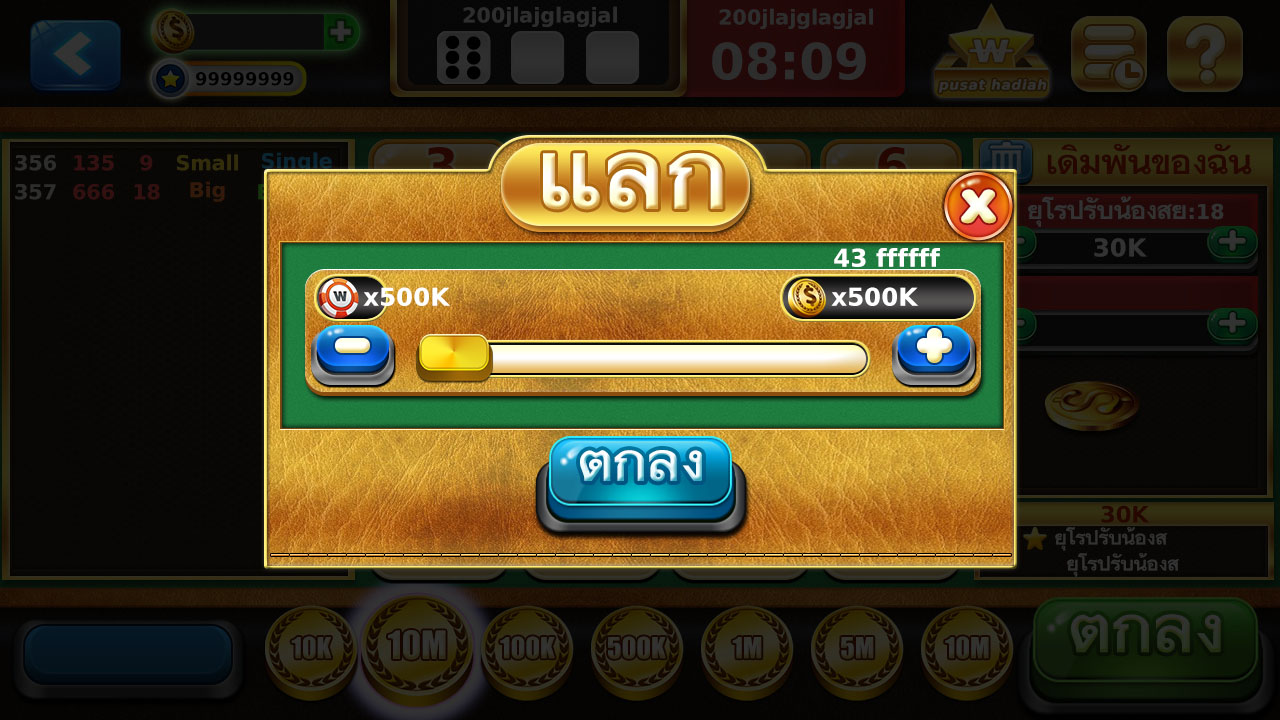 200jlajglagjal
200jlajglagjal
08:09
99999999
pusat hadiah
356 135 9 Small Single
357 666 18 Big
3
6
เดิมพันของฉัน
แลก
ยุโรปรับน้องสย:18
30K
43 ffffff
x500K
x500K
ตกลง
30K
ยุโรปรับน้องส
ยุโรปรับน้องส
10K
10M
100K
500K
1M
5M
10M
ตกลง